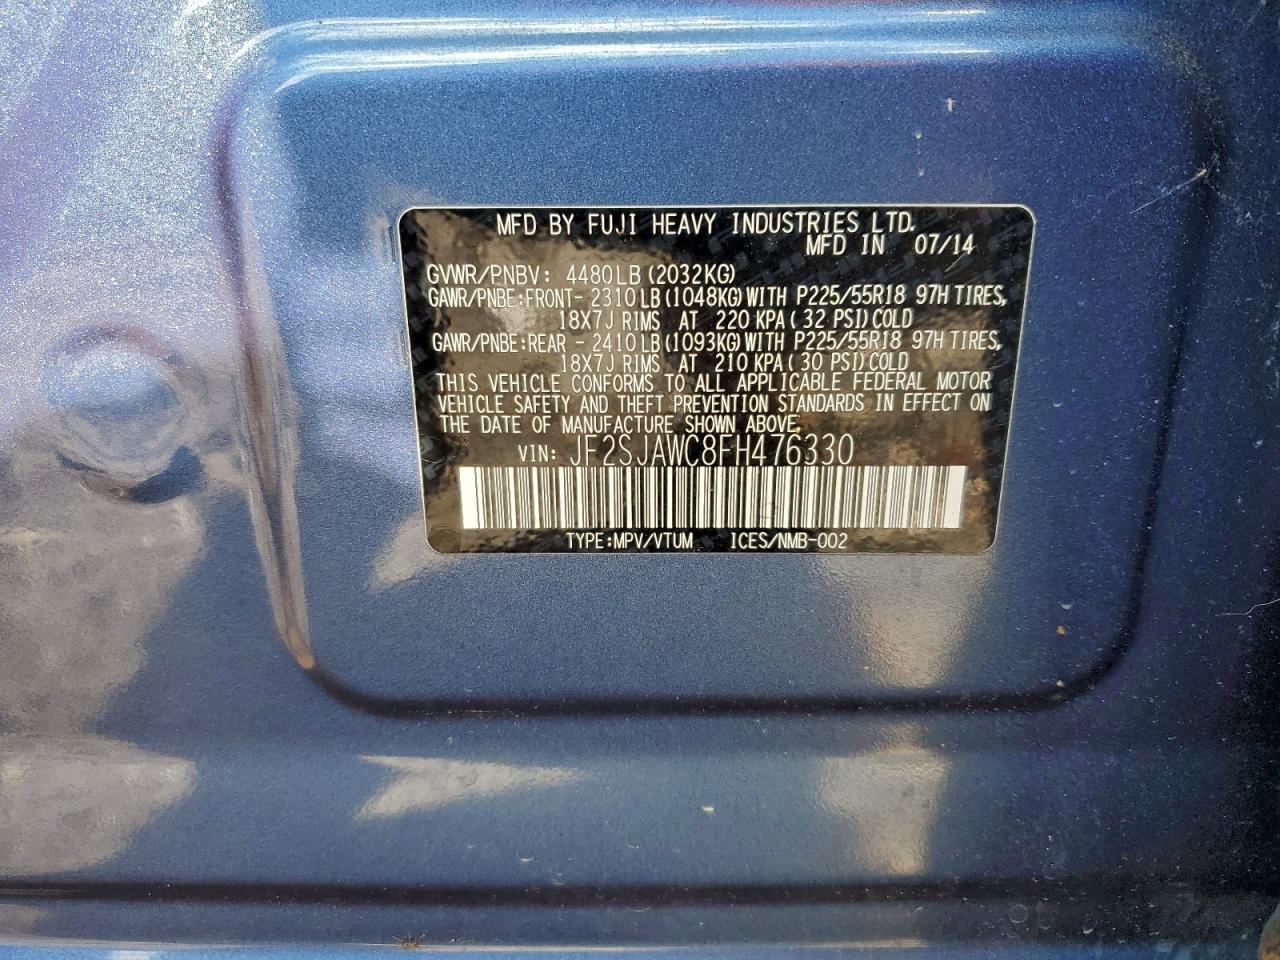 MFD BY FUJI HEAVY INDUSTRIES LTD.
MFD IN 07/14
GVWR/PNBV: 4480LB (2032KG)
GAWR/PNBE:FRONT- 2310 LB (1048KG) WITH P225/55R18 97H TIRES,
18X7J RIMS AT 220 KPA ( 32 PSI) COLD
GAWR/PNBE:REAR - 2410 LB (1093KG) WITH P225/55R18 97H TIRES,
18X7J RIMS AT 210 KPA ( 30 PSI) COLD
THIS VEHICLE CONFORMS TO ALL APPLICABLE FEDERAL MOTOR
VEHICLE SAFETY AND THEFT PREVENTION STANDARDS IN EFFECT ON
THE DATE OF MANUFACTURE SHOWN ABOVE.
VIN: JF2SJAWC8FH476330
TYPE:MPV/VTUM ICES/NMB-002